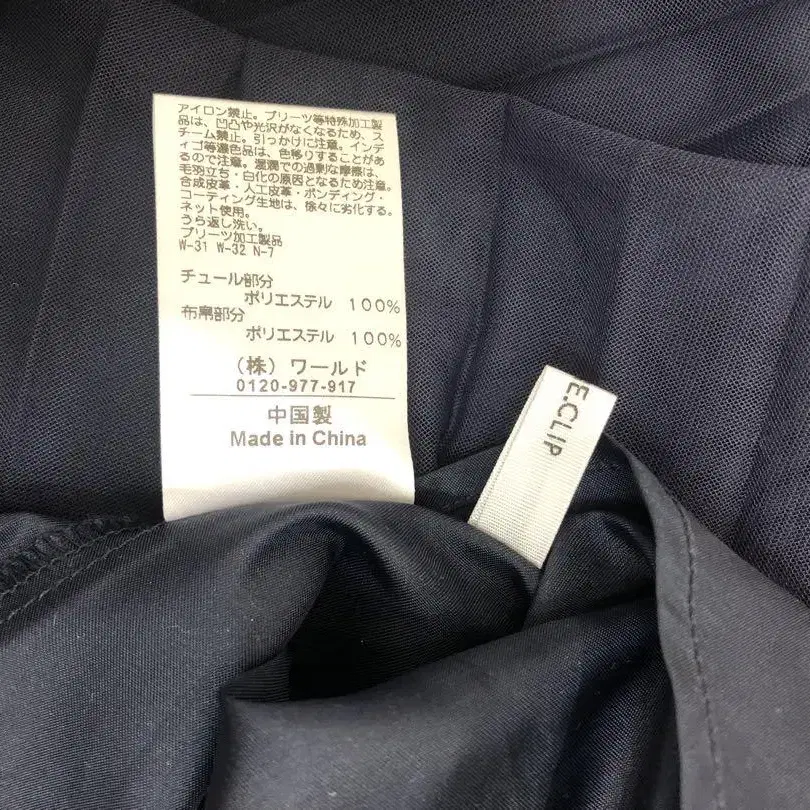 アイロン禁止。プリーツ等特殊加工製
品は、凹凸や光沢がなくなるため、ス
チーム禁止。引っかけに注意。インデ
ィゴ等濃色品は、色移りすることがあ
るので注意。湿潤での過剰な摩擦は、
毛羽立ち・白化の原因となるため注意。
合成皮革・人工皮革・ボンディング・
コーティング生地は、徐々に劣化する。
ネット使用。
うら返し洗い。
プリーツ加工製品
W-31 W-32 N-7
チュール部分
ポリエステル 100%
布帛部分
ポリエステル 100%
(株) ワールド
0120-977-917
中国製
Made in China
E.CLIP